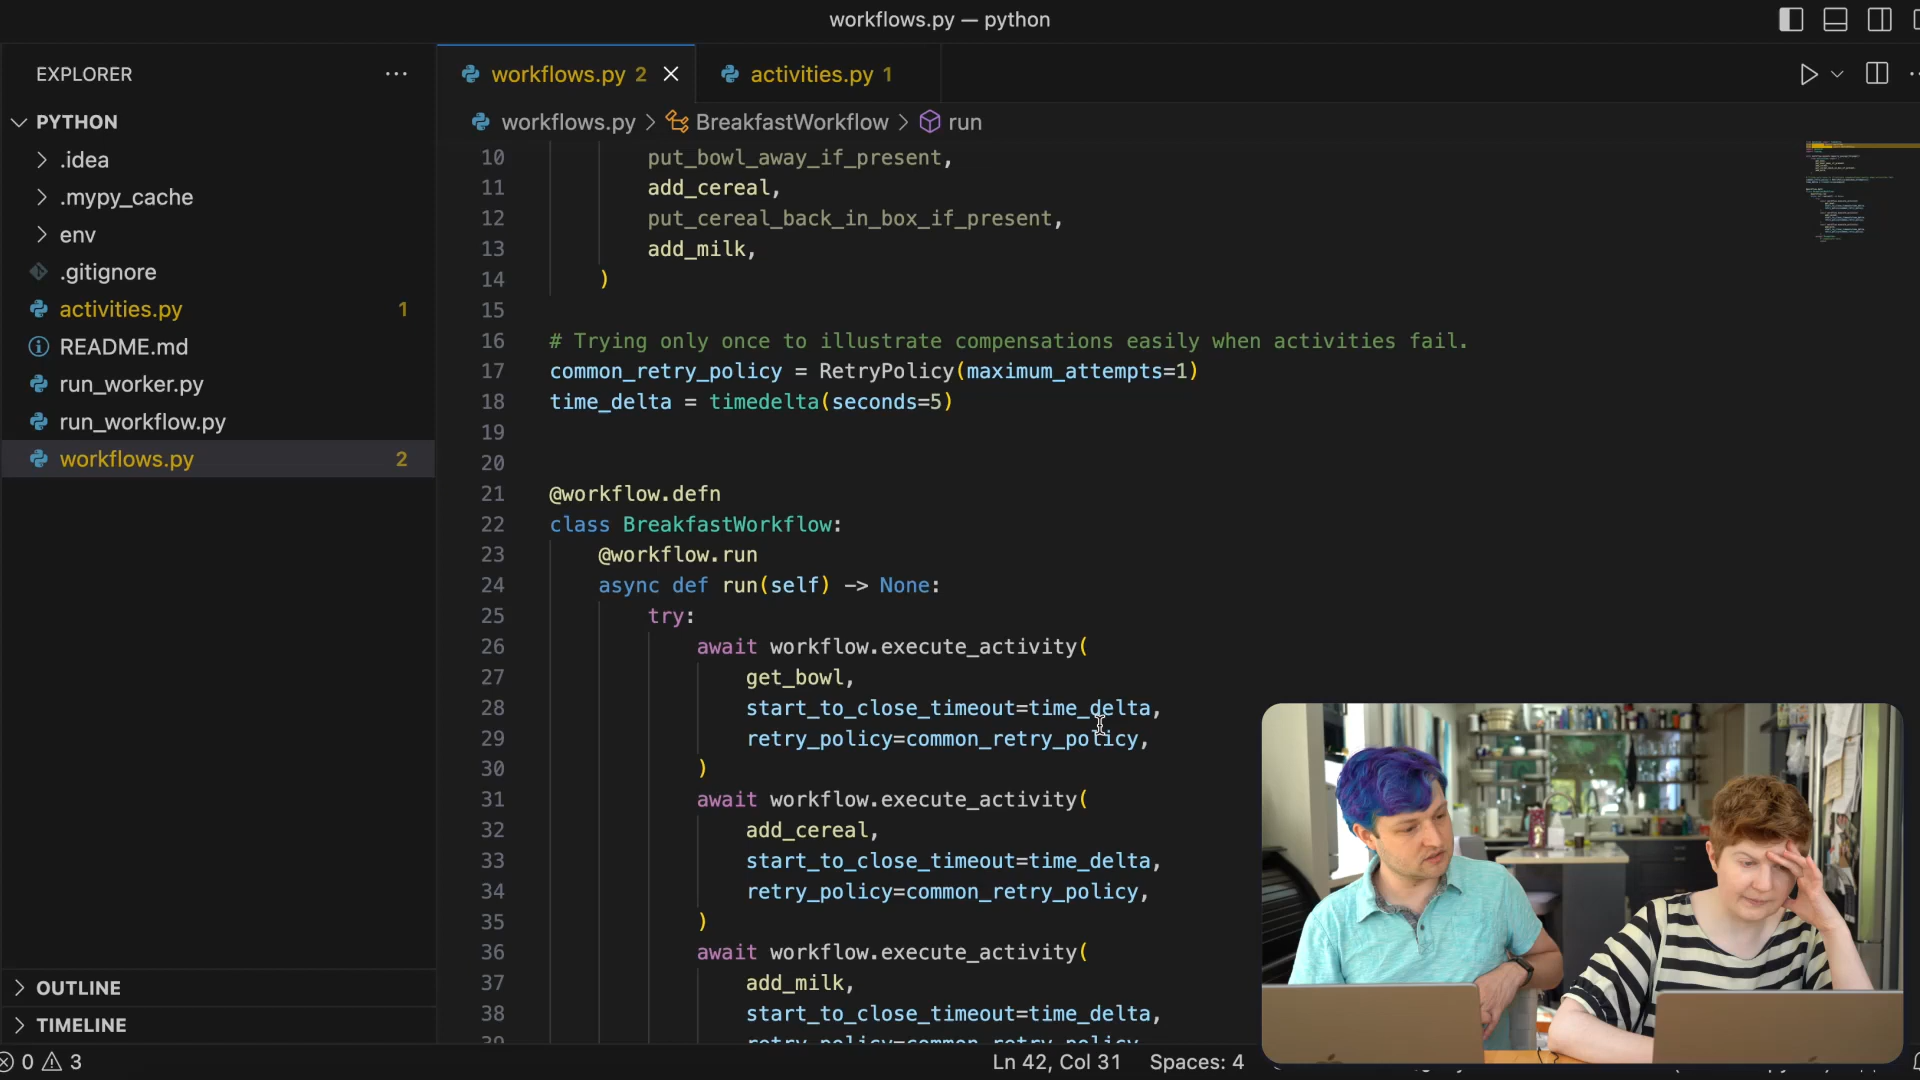 workflows.py — python
EXPLORER
PYTHON
.idea
.mypy_cache
env
.gitignore
activities.py 1
README.md
run_worker.py
run_workflow.py
workflows.py 2
OUTLINE
TIMELINE
workflows.py 2
activities.py 1
workflows.py > BreakfastWorkflow > run
10 put_bowl_away_if_present,
11 add_cereal,
12 put_cereal_back_in_box_if_present,
13 add_milk,
14 )
15
16 # Trying only once to illustrate compensations easily when activities fail.
17 common_retry_policy = RetryPolicy(maximum_attempts=1)
18 time_delta = timedelta(seconds=5)
19
20
21 @workflow.defn
22 class BreakfastWorkflow:
23 @workflow.run
24 async def run(self) -> None:
25 try:
26 await workflow.execute_activity(
27 get_bowl,
28 start_to_close_timeout=time_delta,
29 retry_policy=common_retry_policy,
30 )
31 await workflow.execute_activity(
32 add_cereal,
33 start_to_close_timeout=time_delta,
34 retry_policy=common_retry_policy,
35 )
36 await workflow.execute_activity(
37 add_milk,
38 start_to_close_timeout=time_delta,
39 retry_policy=common_retry_policy,
0 3
Ln 42, Col 31 Spaces: 4